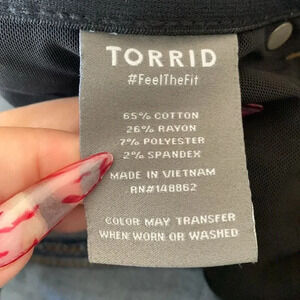 TORRID
#FeelTheFit
65% COTTON
26% RAYON
7% POLYESTER
2% SPANDEX
MADE IN VIETNAM
RN#148862
COLOR MAY TRANSFER
WHEN WORN OR WASHED